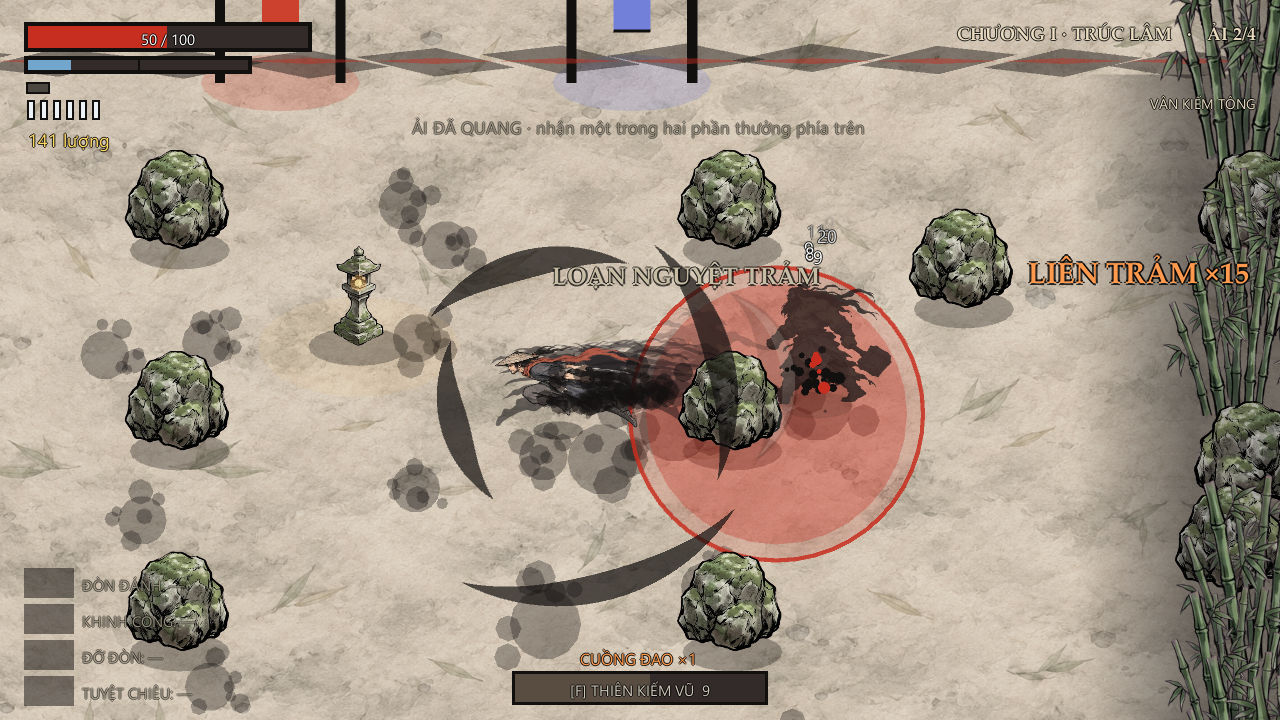 50 / 100
CHƯƠNG I · TRÚC LÂM · ẢI 2/4
VÂN KIẾM TÔNG
141 lượng
ẢI ĐÃ QUANG · nhận một trong hai phần thưởng phía trên
20
8
89
LOẠN NGUYỆT TRẢM
LIÊN TRẢM ×15
ĐÒN ĐÁNH: —
KHINH CÔNG: —
ĐỠ ĐÒN: —
TUYỆT CHIÊU: —
CUỒNG ĐAO ×1
[F] THIÊN KIẾM VŨ 9